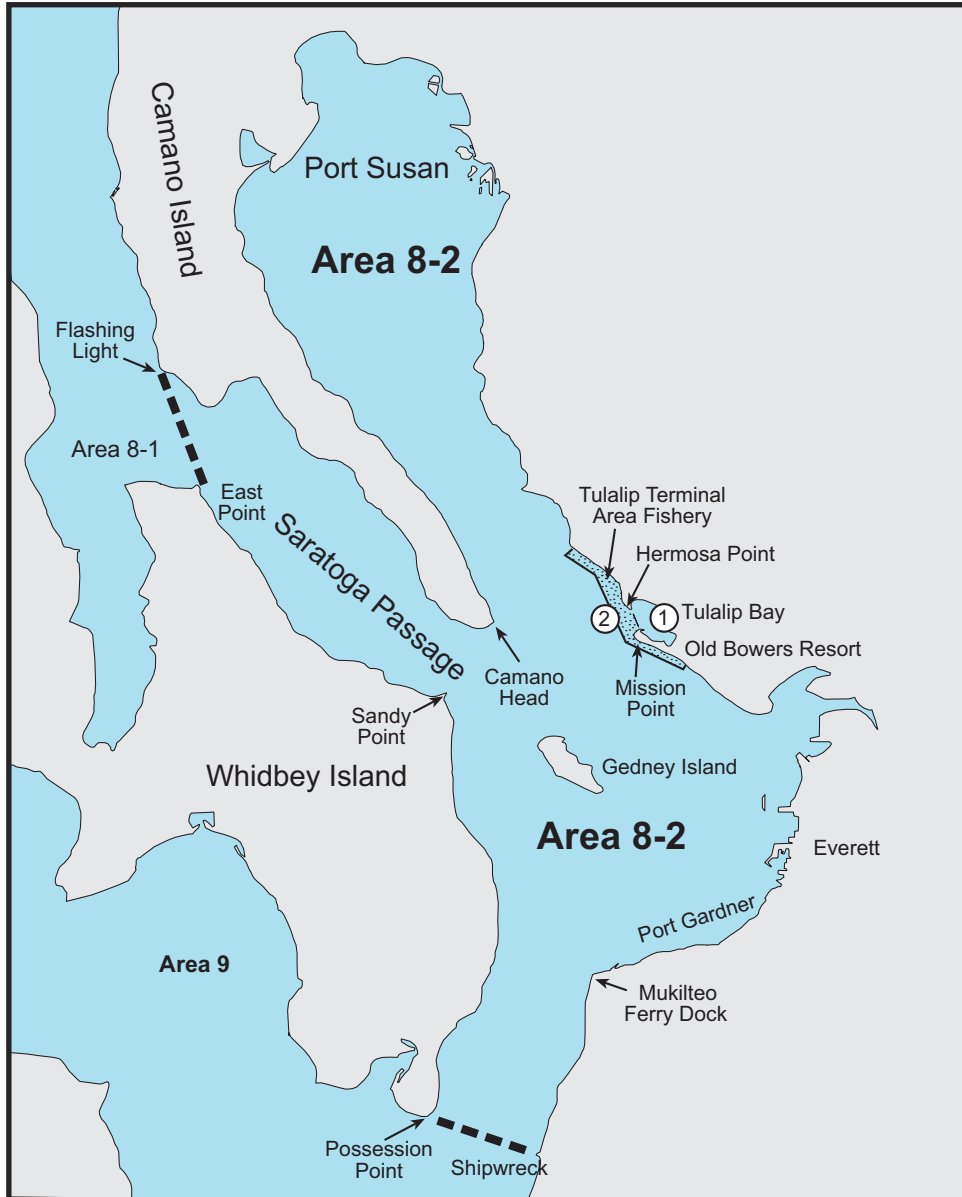 Camano Island
Port Susan
Area 8-2
Flashing
Light
Area 8-1
East
Point
Saratoga Passage
Tulalip Terminal
Area Fishery
Hermosa Point
2
1
Tulalip Bay
Old Bowers Resort
Camano
Head
Mission
Point
Sandy
Point
Whidbey Island
Gedney Island
Area 8-2
Everett
Port Gardner
Area 9
Mukilteo
Ferry Dock
Possession
Point
Shipwreck